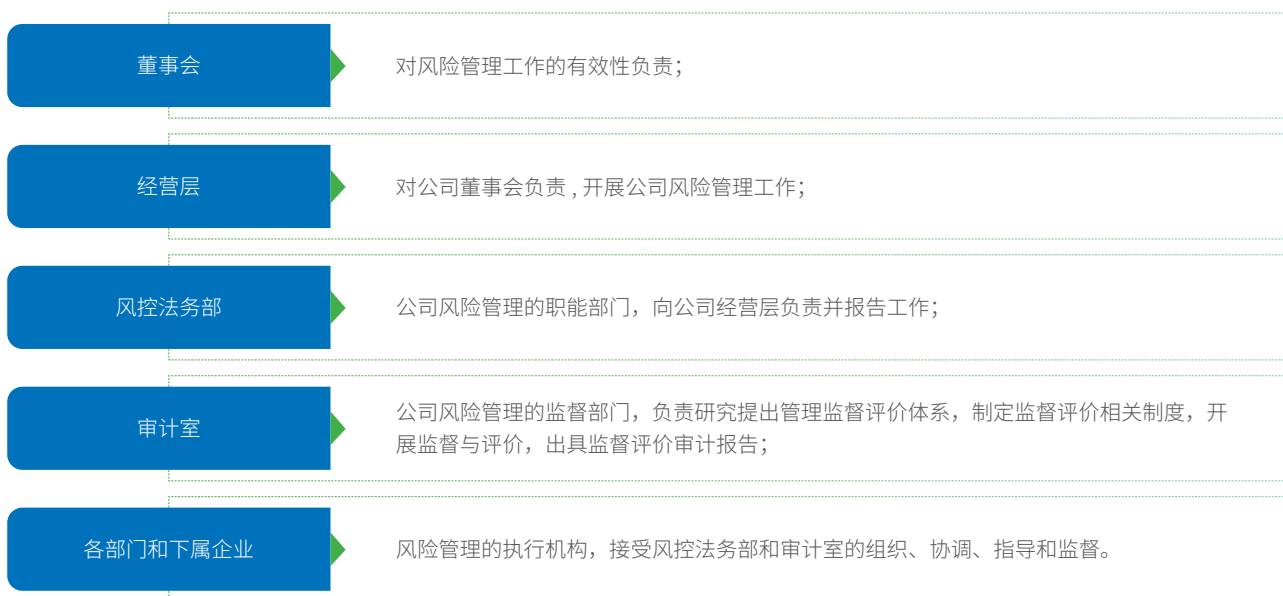 董事会
对风险管理工作的有效性负责；
经营层
对公司董事会负责 , 开展公司风险管理工作；
风控法务部
公司风险管理的职能部门，向公司经营层负责并报告工作；
审计室
公司风险管理的监督部门，负责研究提出管理监督评价体系，制定监督评价相关制度，开
展监督与评价，出具监督评价审计报告；
各部门和下属企业
风险管理的执行机构，接受风控法务部和审计室的组织、协调、指导和监督。